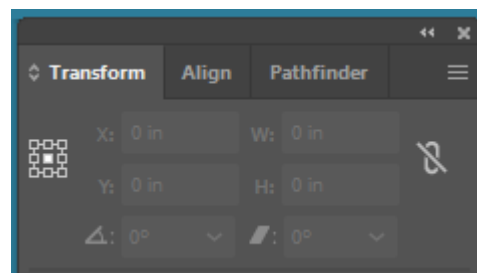 Transform Align Pathfinder
X: 0 in W: 0 in
Y: 0 in H: 0 in
: 0° : 0°